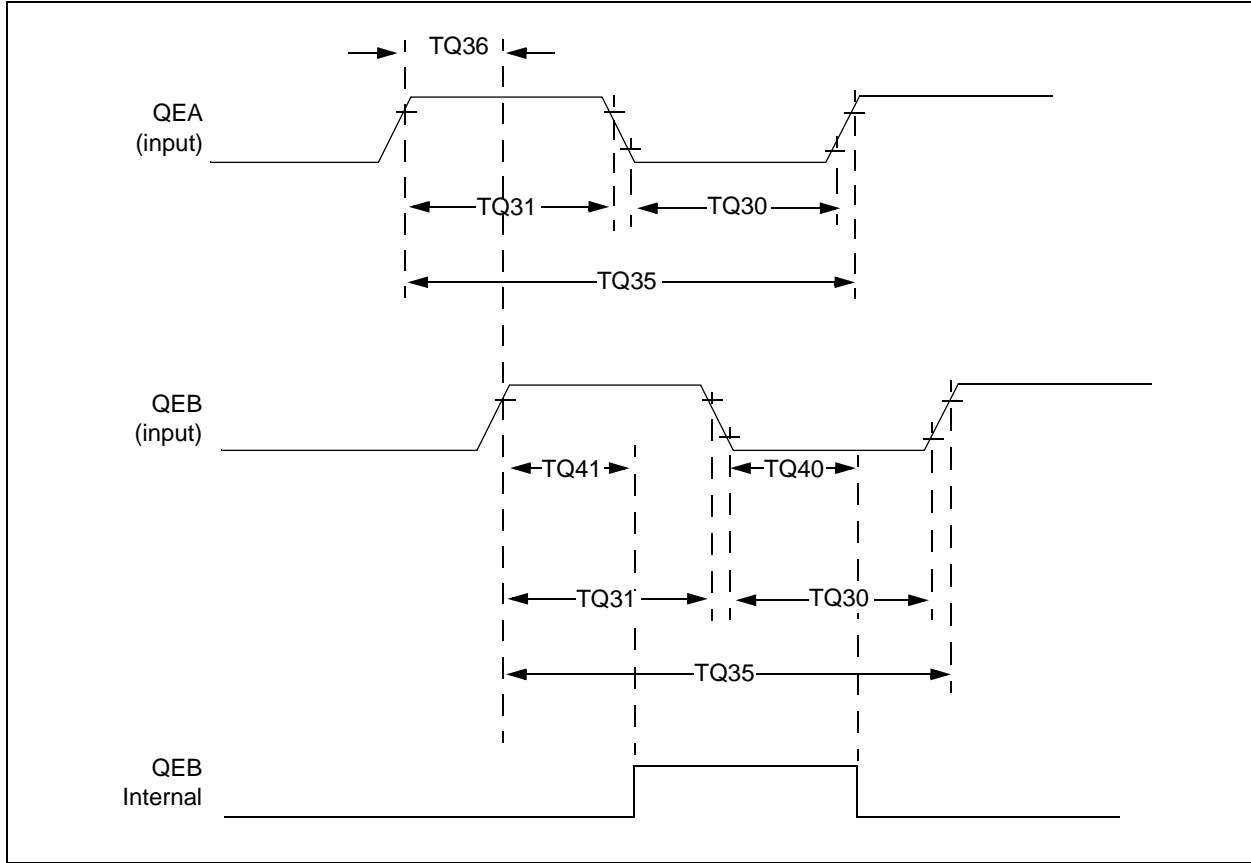 TQ36
QEA
(input)
TQ31
TQ30
TQ35
QEB
(input)
TQ41
TQ40
TQ31
TQ30
TQ35
QEB
Internal